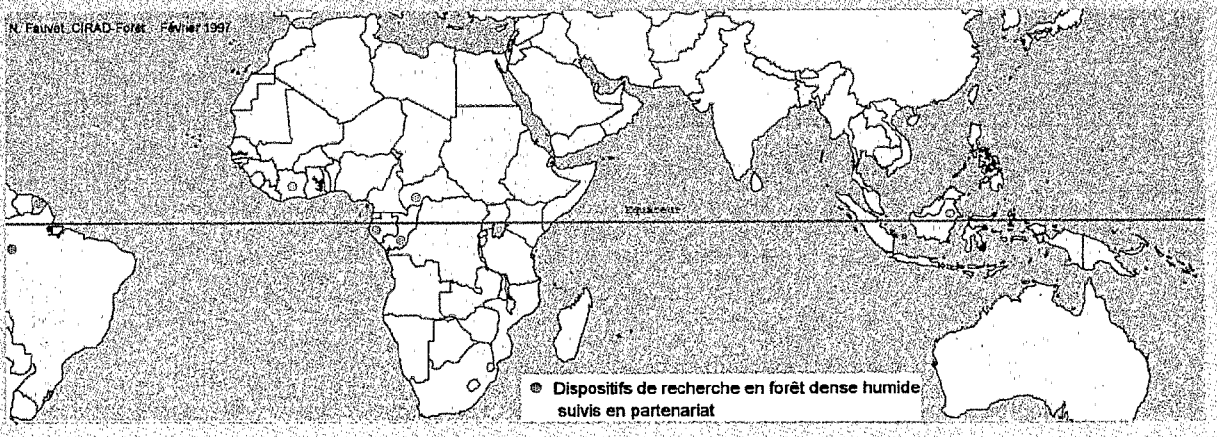 N. Fauvet CIRAD-Forêt - Février 1997
Equateur
Dispositifs de recherche en forêt dense humide
suivis en partenariat